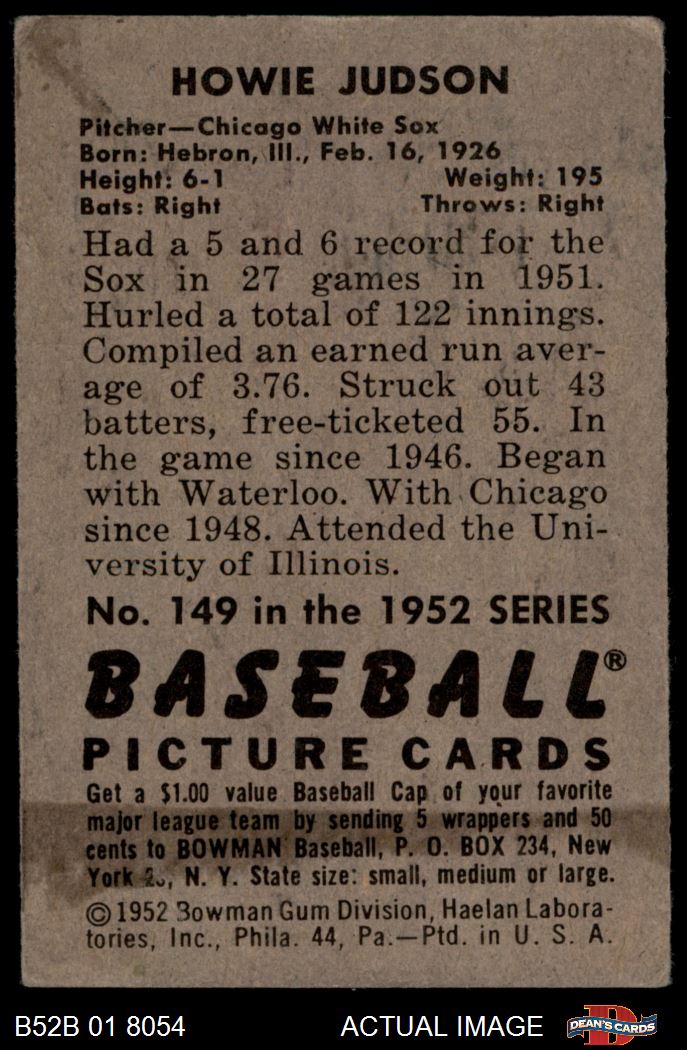 HOWIE JUDSON
Pitcher—Chicago White Sox
Born: Hebron, Ill., Feb. 16, 1926
Height: 6-1 Weight: 195
Bats: Right Throws: Right
Had a 5 and 6 record for the
Sox in 27 games in 1951.
Hurled a total of 122 innings.
Compiled an earned run aver-
age of 3.76. Struck out 43
batters, free-ticketed 55. In
the game since 1946. Began
with Waterloo. With Chicago
since 1948. Attended the Uni-
versity of Illinois.
No. 149 in the 1952 SERIES
BASEBALL®
PICTURE CARDS
Get a $1.00 value Baseball Cap of your favorite
major league team by sending 5 wrappers and 50
cents to BOWMAN Baseball, P. O. BOX 234, New
York N. Y. State size: small, medium or large.
© 1952 Bowman Gum Division, Haelan Labora-
tories, Inc., Phila. 44, Pa.—Ptd. in U. S. A.
B52B 01 8054 ACTUAL IMAGE D DEAN'S CARDS